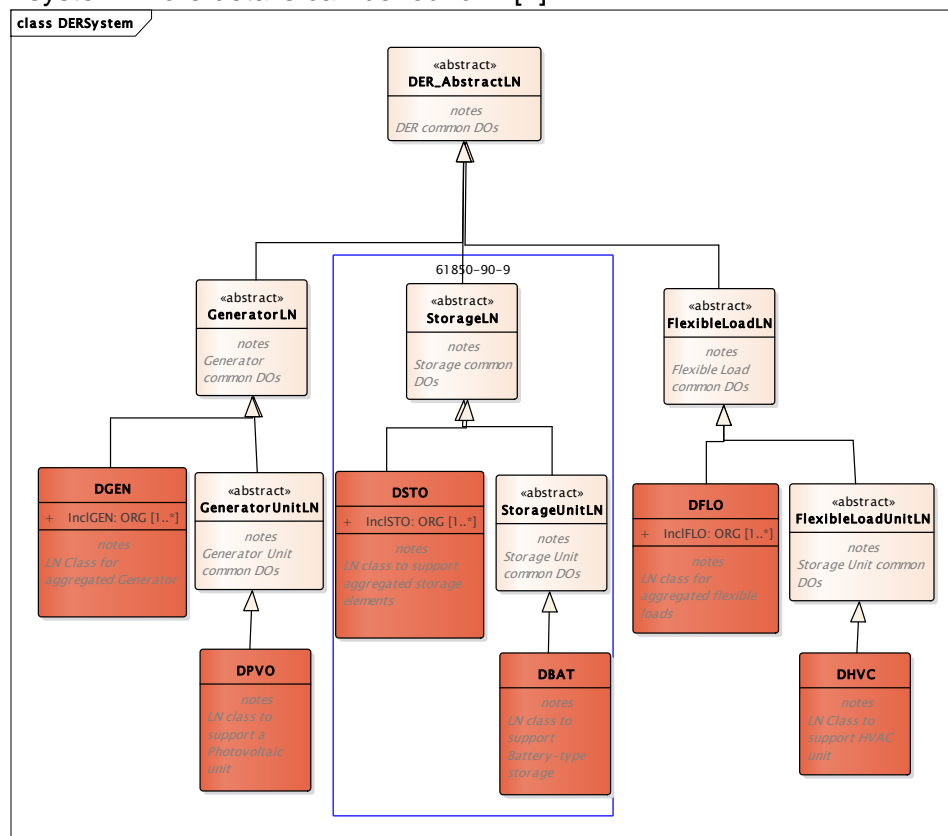 class DERSystem
«abstract»
DER_AbstractLN
notes
DER common DOs
61850-90-9
«abstract»
GeneratorLN
notes
Generator
common DOs
«abstract»
StorageLN
notes
Storage common
DOs
«abstract»
FlexibleLoadLN
notes
Flexible Load
common DOs
DGEN
+ InclGEN: ORG [1..*]
notes
LN Class for
aggregated Generator
«abstract»
GeneratorUnitLN
notes
Generator Unit
common DOs
DSTO
+ InclSTO: ORG [1..*]
notes
LN class to support
aggregated storage
elements
«abstract»
StorageUnitLN
notes
Storage Unit
common DOs
DFLO
+ InclFLO: ORG [1..*]
notes
LN class for
aggregated flexible
loads
«abstract»
FlexibleLoadUnitLN
notes
Storage Unit common
DOs
DPVO
notes
LN class to
support a
Photovoltaic
unit
DBAT
notes
LN class to
support
Battery-type
storage
DHVC
notes
LN Class to
support HVAC
unit